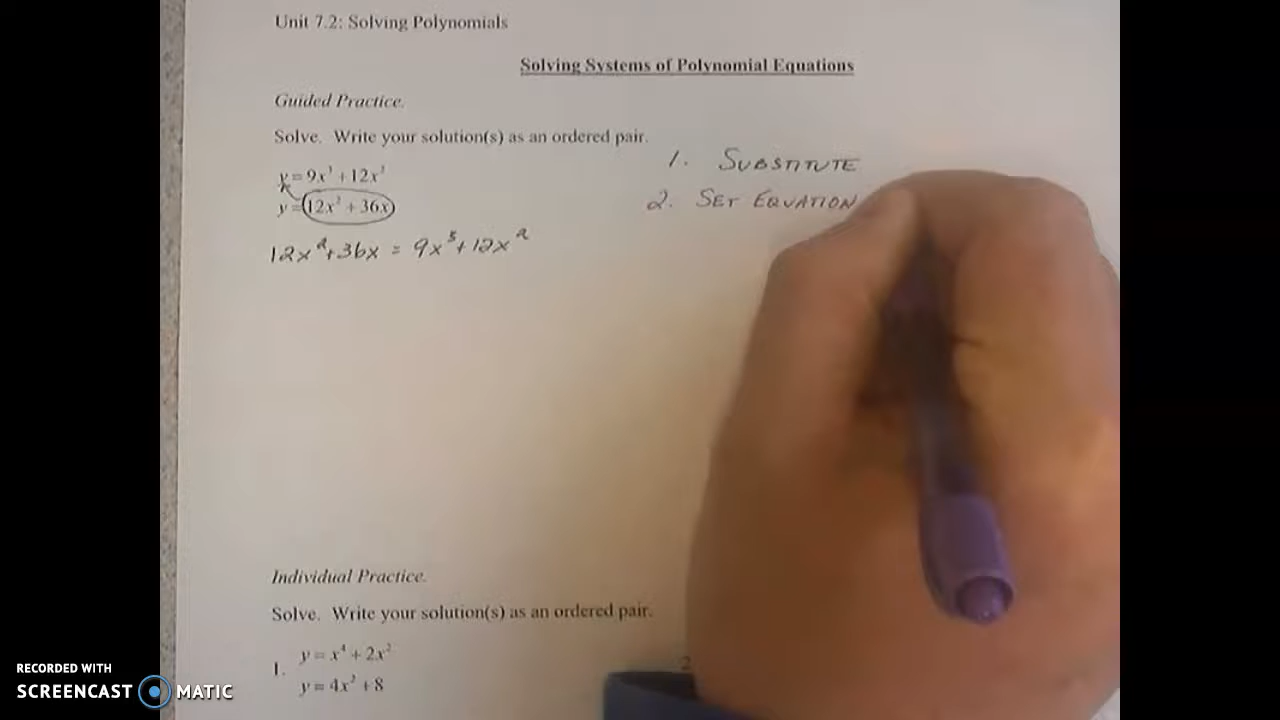 Unit 7.2: Solving Polynomials
Solving Systems of Polynomial Equations
Guided Practice.
Solve. Write your solution(s) as an ordered pair.
y = 9x³ + 12x²
y = 12x² + 36x
12x² + 36x = 9x³ + 12x²
1. SUBSTITUTE
2. SET EQUATION
Individual Practice.
Solve. Write your solution(s) as an ordered pair.
1. y = x⁴ + 2x²
y = 4x² + 8
2
RECORDED WITH
SCREENCAST MATIC